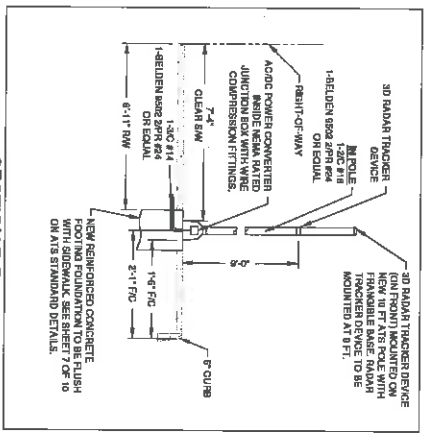 3D RADAR TRACKER DEVICE
(ON FRONT) MOUNTED ON
NEW 10 FT ATS POLE WITH
FRANGIBLE BASE. RADAR
TRACKER DEVICE TO BE
MOUNTED AT 9 FT.
3D RADAR TRACKER
DEVICE
IN POLE
1-2/C #18
1-BELDEN 9502 2/PR #24
OR EQUAL
RIGHT-OF-WAY
AC/DC POWER CONVERTER
INSIDE NEMA RATED
JUNCTION BOX WITH WIRE
COMPRESSION FITTINGS.
7'-4"
CLEAR S/W
9'-0"
6" CURB
1-3/C #14
1-BELDEN 9502 2/PR #24
OR EQUAL
6'-11" R/W
1'-6" F/C
2'-1" F/C
NEW REINFORCED CONCRETE
FOOTING FOUNDATION TO BE FLUSH
WITH SIDEWALK. SEE SHEET 7 OF 10
ON ATS STANDARD DETAILS.